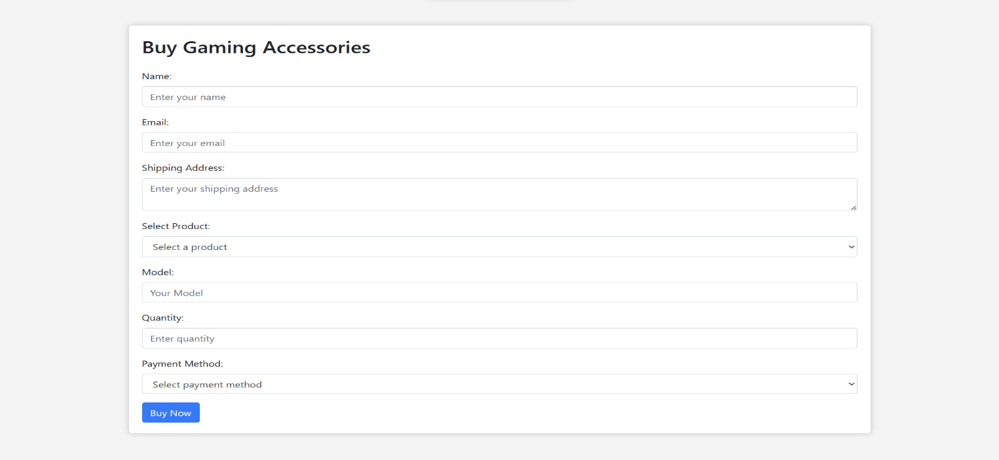 Buy Gaming Accessories
Name:
Enter your name
Email:
Enter your email
Shipping Address:
Enter your shipping address
Select Product:
Select a product
Model:
Your Model
Quantity:
Enter quantity
Payment Method:
Select payment method
Buy Now